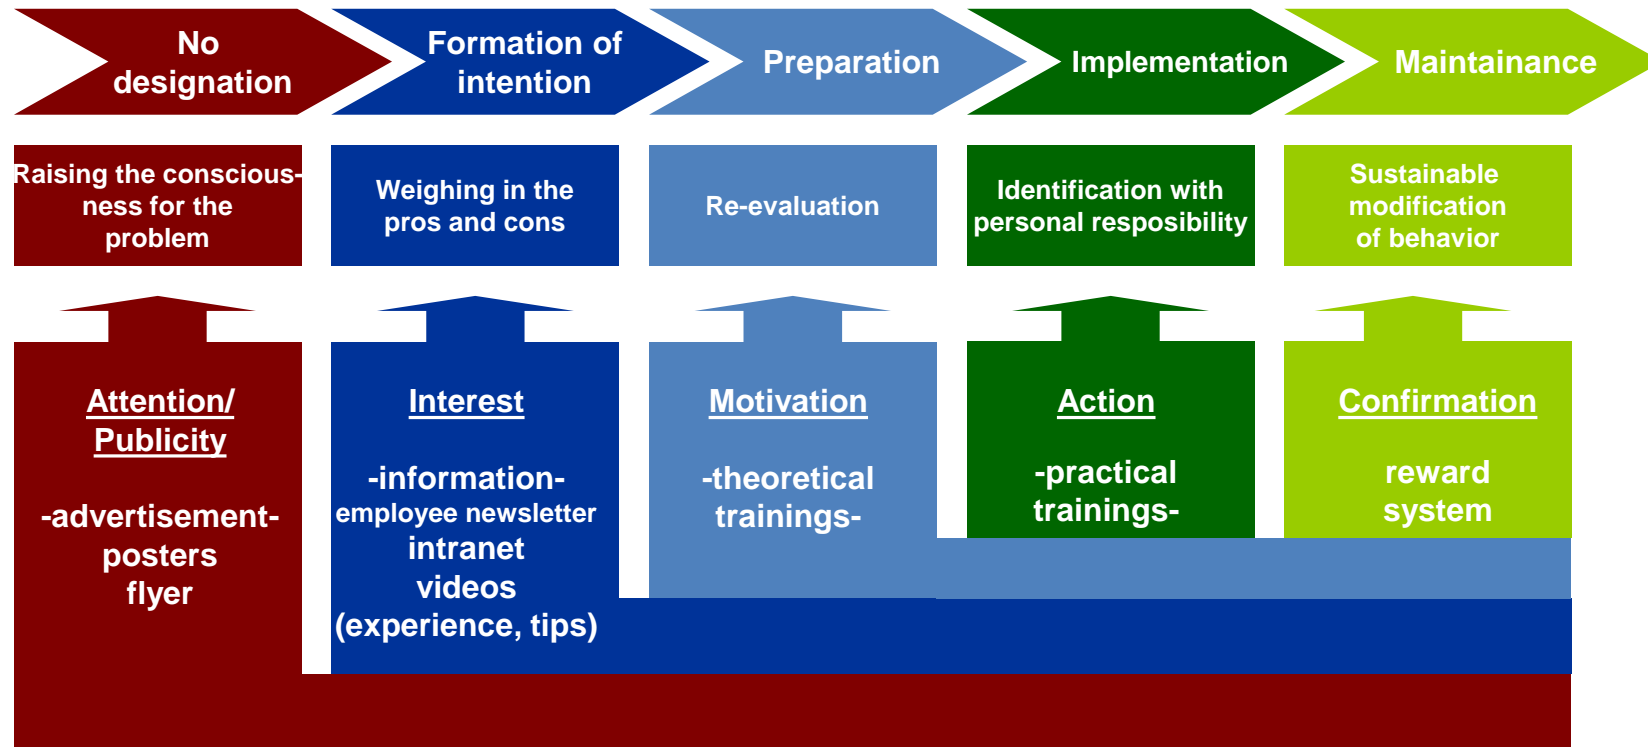 No
designation
Formation of
intention
Preparation
Implementation
Maintainance
Raising the conscious-
ness for the
problem
Weighing in the
pros and cons
Re-evaluation
Identification with
personal resposibility
Sustainable
modification
of behavior
Attention/
Publicity
-advertisement-
posters
flyer
Interest
-information-
employee newsletter
intranet
videos
(experience, tips)
Motivation
-theoretical
trainings-
Action
-practical
trainings-
Confirmation
reward
system